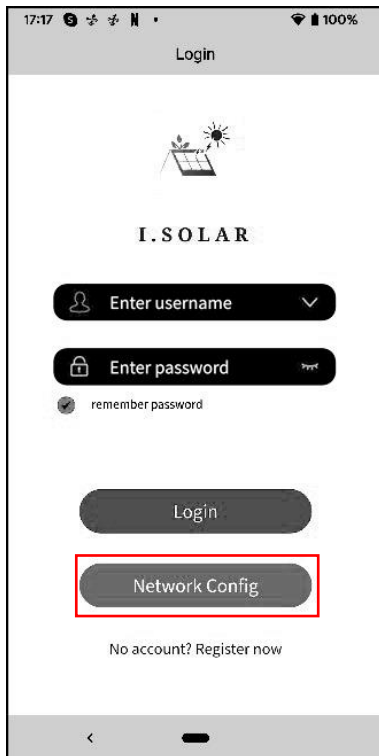 17:17 100%
Login
I.SOLAR
Enter username
Enter password
remember password
Login
Network Config
No account? Register now